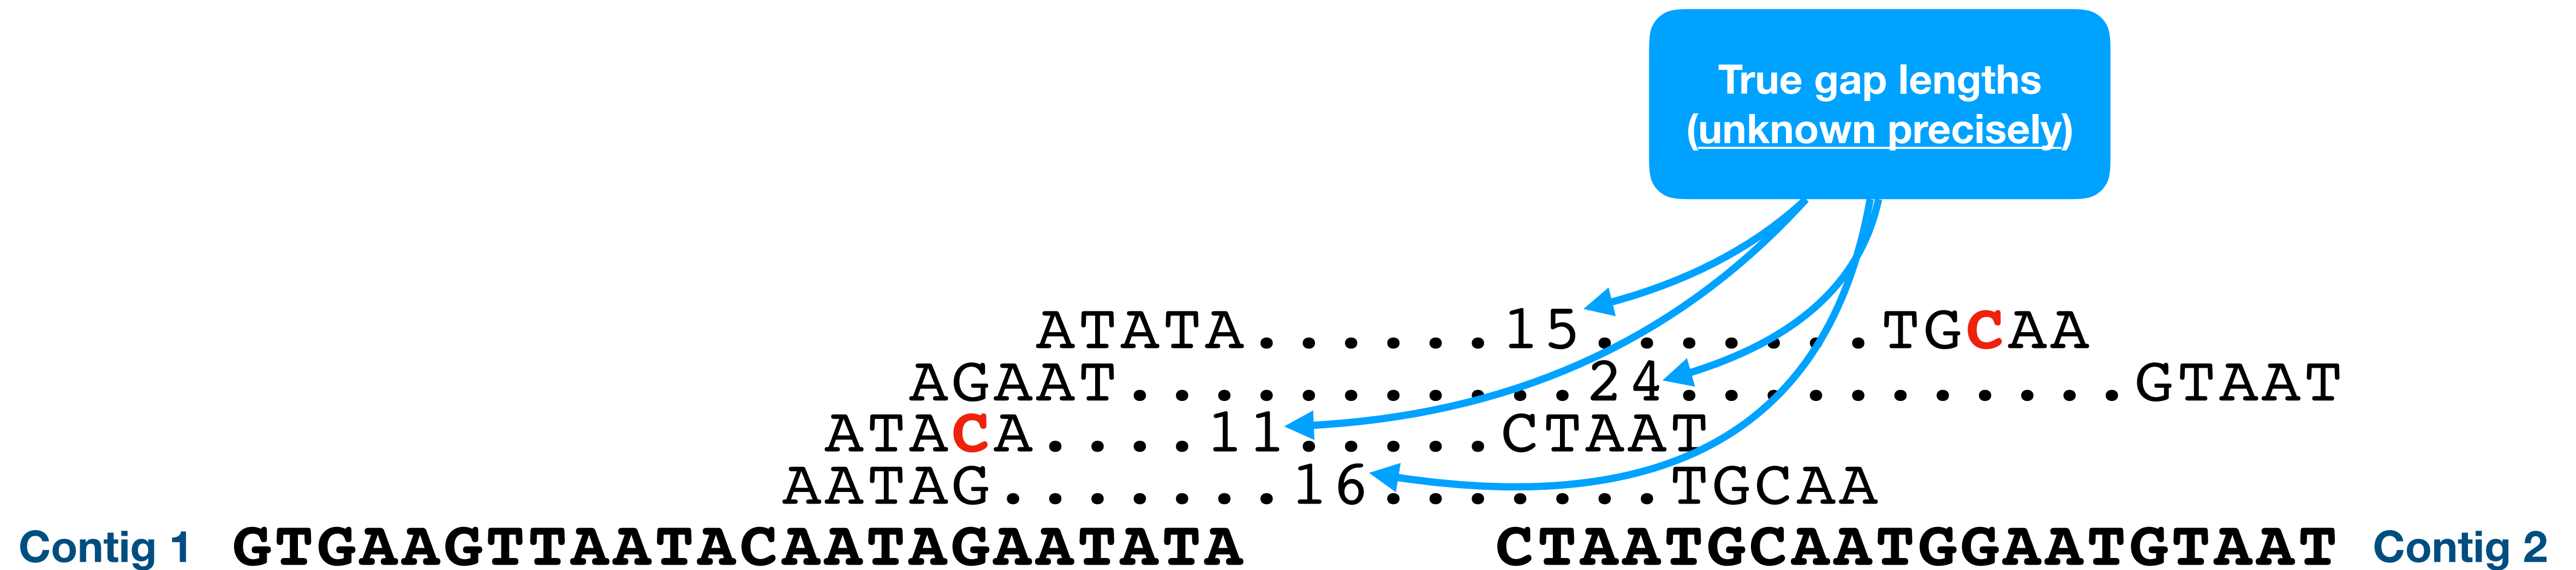 True gap lengths
(unknown precisely)
ATATA......15.......TGCAA
AGAAT...........24...........GTAAT
ATACA....11.....CTAAT
AATAG.......16.......TGCAA
Contig 1 GTGAAGTTAATACAATAGAATATA CTAATGCAATGGAATGTAAT Contig 2